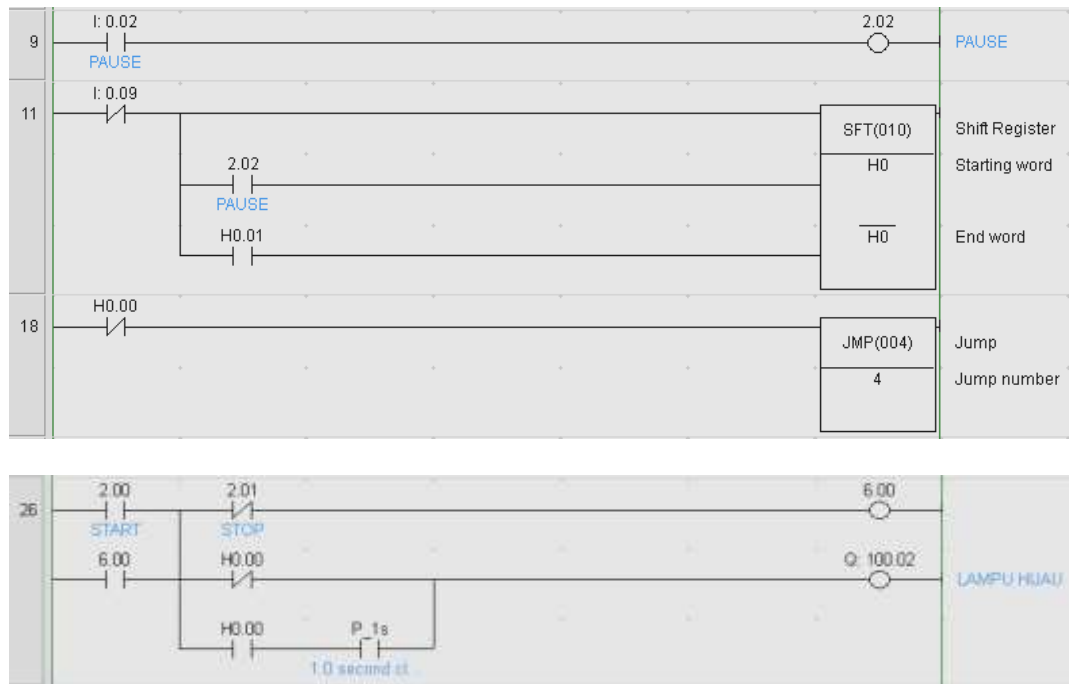 I: 0.02
2.02
9
PAUSE
PAUSE
I: 0.09
11
SFT(010)
Shift Register
2.02
H0
Starting word
PAUSE
H0.01
H0
End word
H0.00
18
JMP(004)
Jump
4
Jump number
2.00
2.01
6.00
26
START
STOP
6.00
H0.00
Q: 100.02
LAMPU HIJAU
H0.00
P_1s
1.0 second cl...